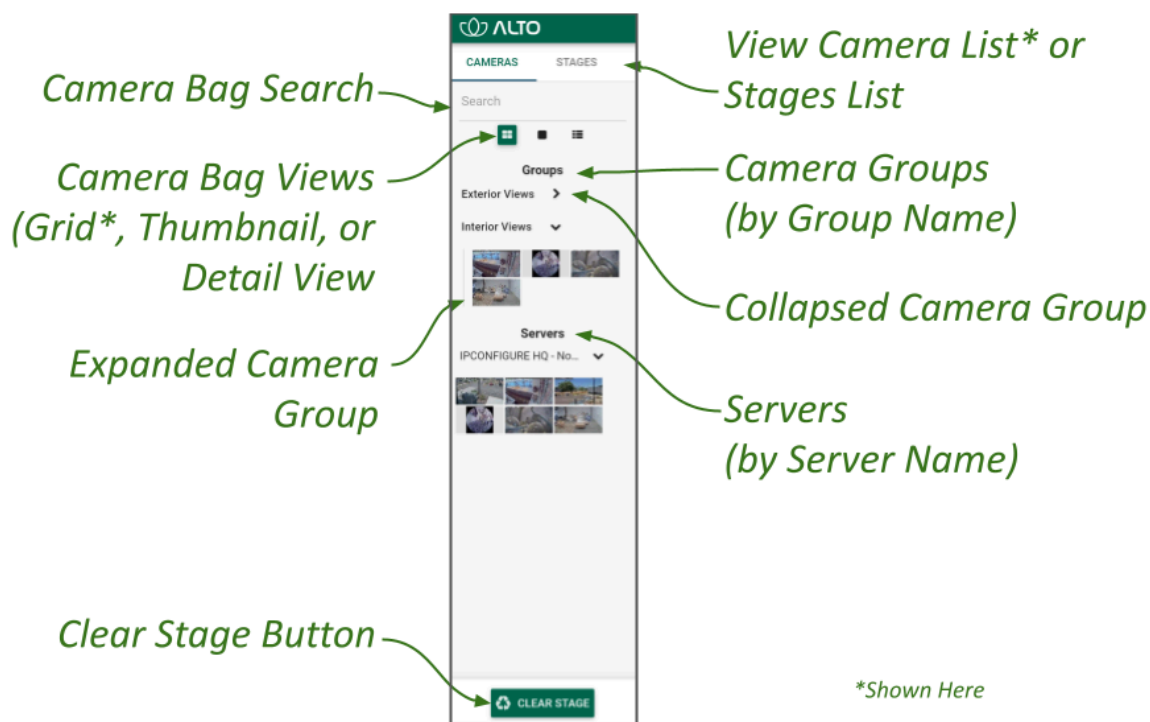 ALTO
CAMERAS STAGES
Search
Groups
Exterior Views
Interior Views
Servers
IPCONFIGURE HQ - No...
CLEAR STAGE
Camera Bag Search
Camera Bag Views
(Grid*, Thumbnail, or
Detail View
Expanded Camera
Group
Clear Stage Button
View Camera List* or
Stages List
Camera Groups
(by Group Name)
Collapsed Camera Group
Servers
(by Server Name)
*Shown Here